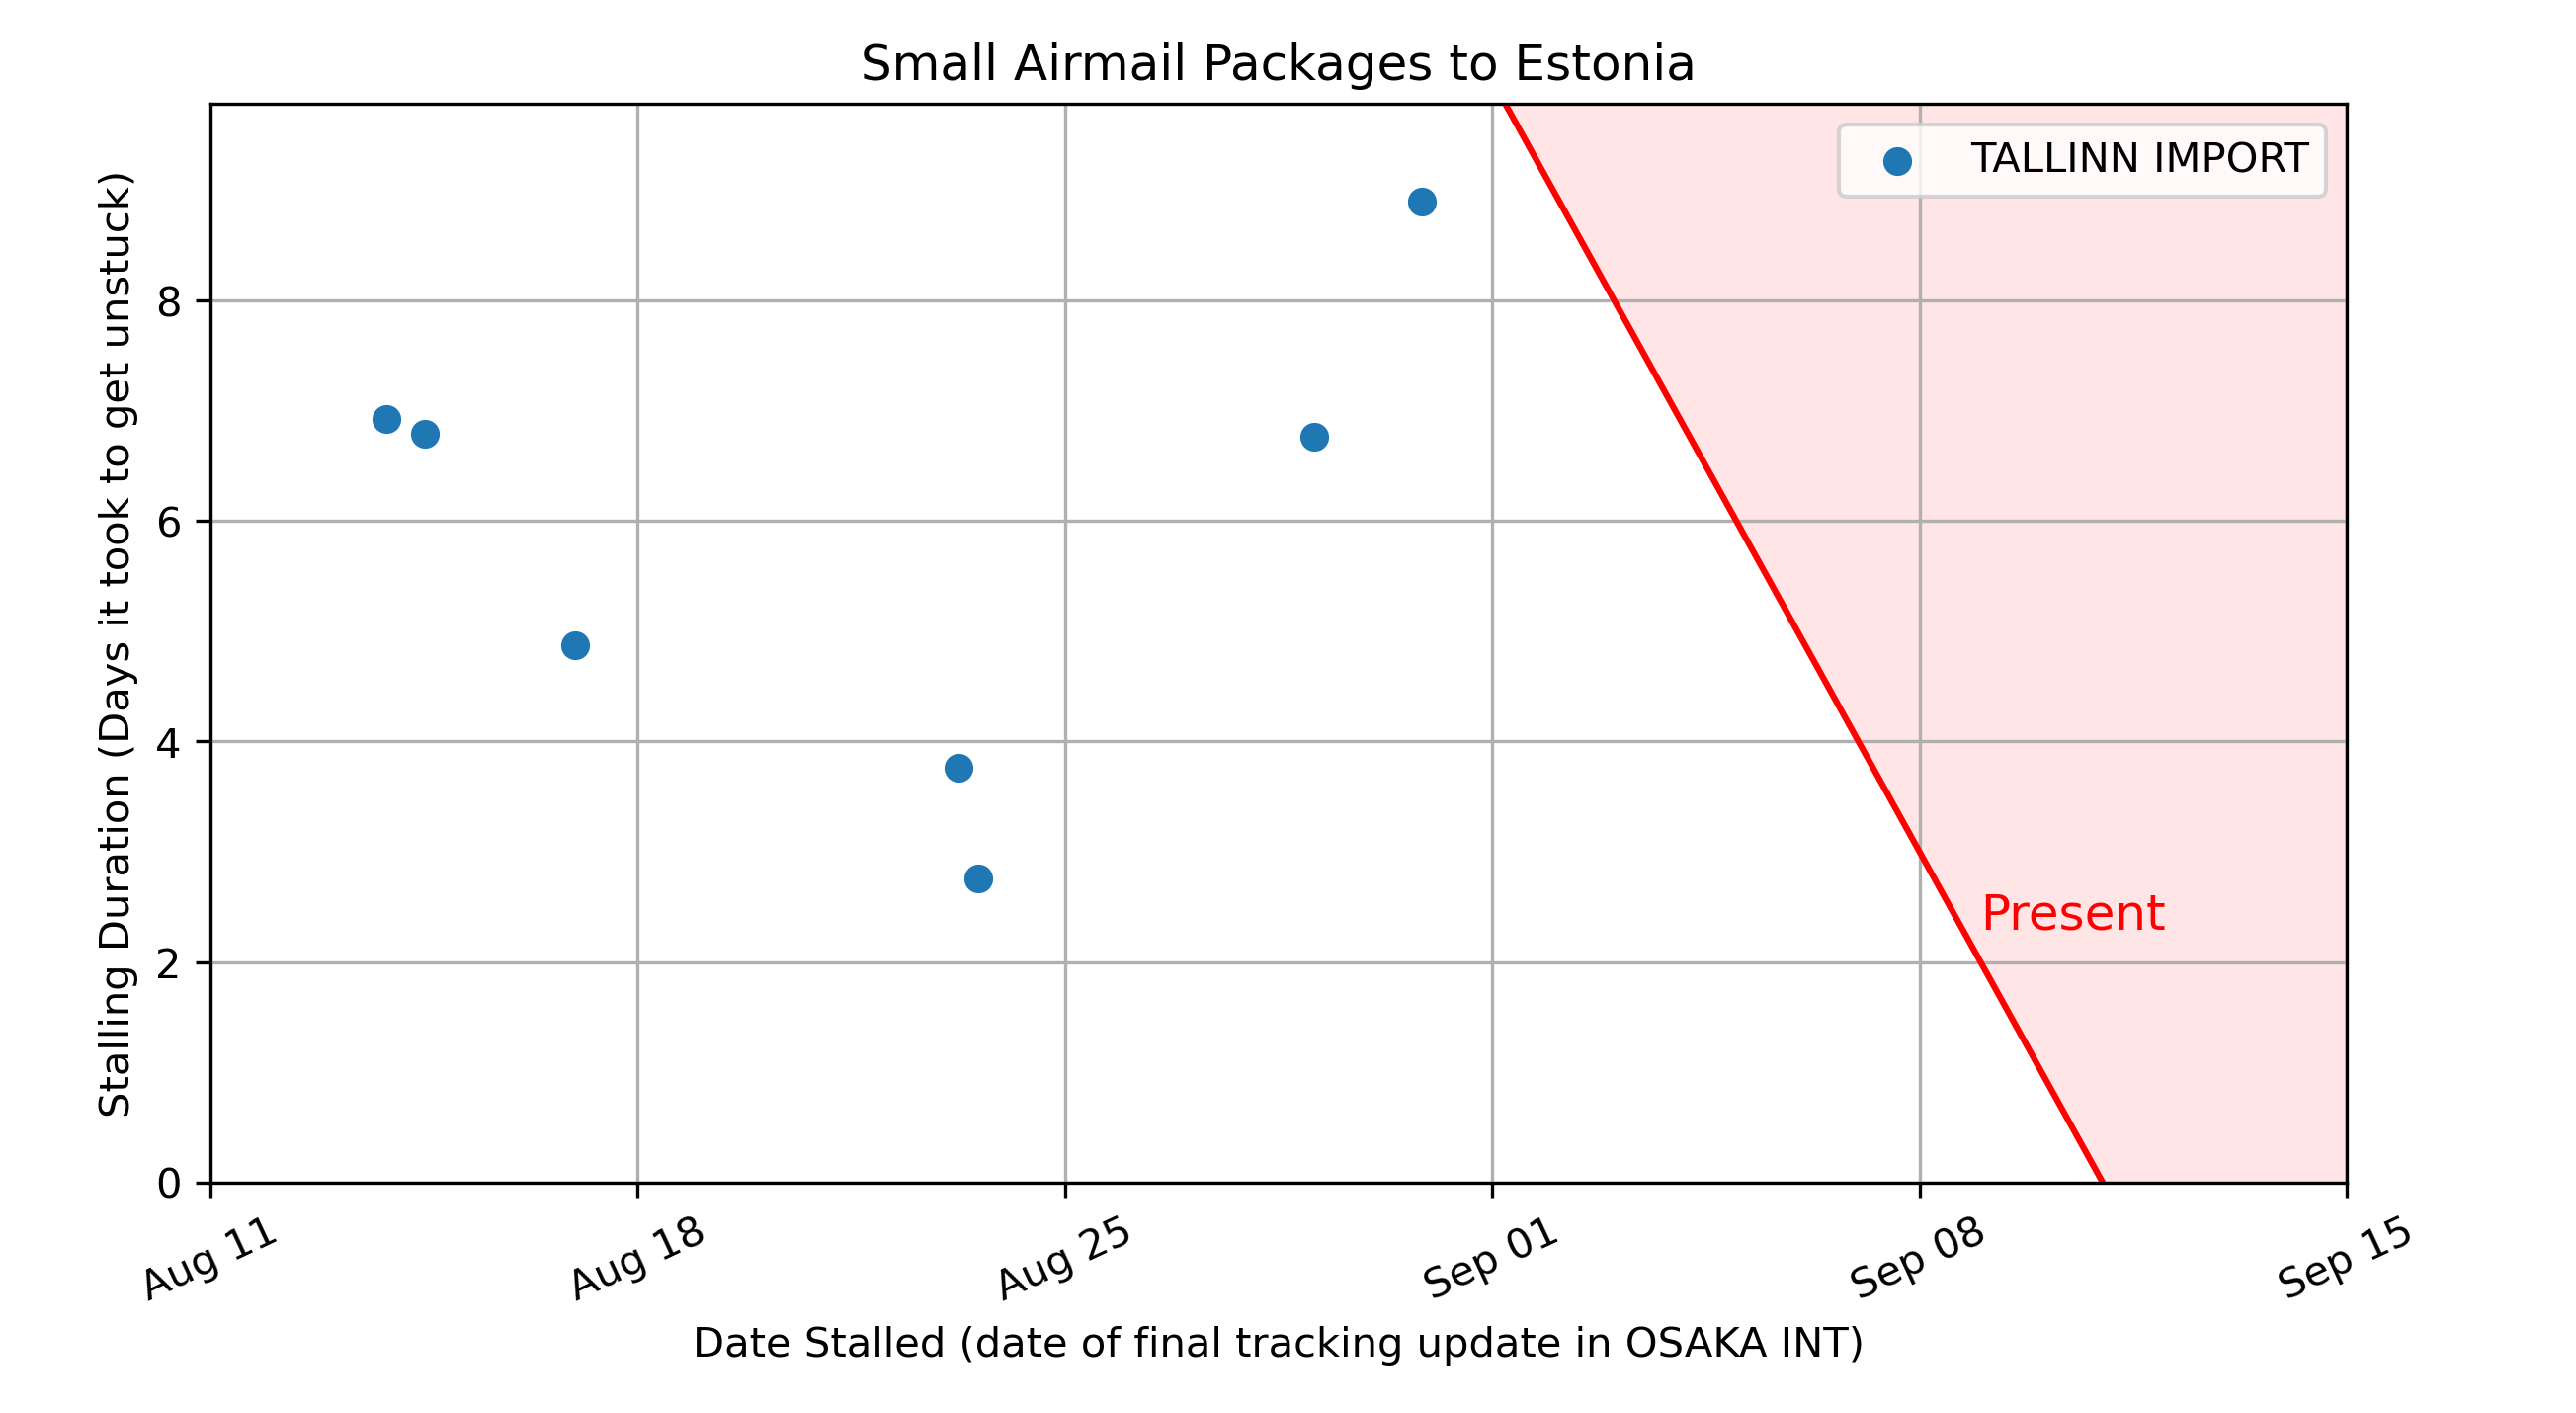 Small Airmail Packages to Estonia
TALLINN IMPORT
Stalling Duration (Days it took to get unstuck)
8
6
4
2
0
Present
Aug 11
Aug 18
Aug 25
Sep 01
Sep 08
Sep 15
Date Stalled (date of final tracking update in OSAKA INT)